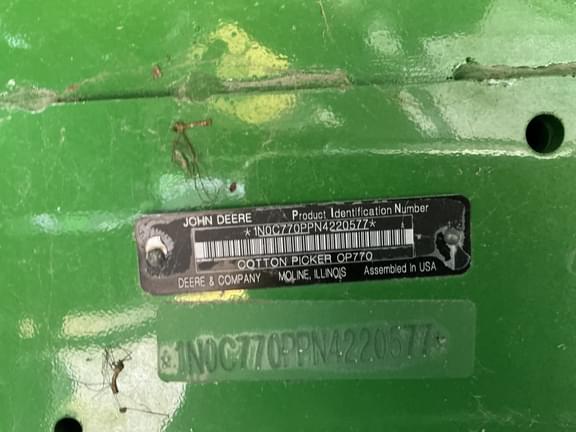 JOHN DEERE Product Identification Number
*1N0C770PPN4220577*
COTTON PICKER CP770
DEERE & COMPANY MOLINE, ILLINOIS Assembled in USA
*1N0C770PPN4220577*